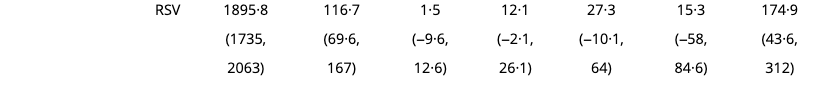 RSV 1895·8 116·7 1·5 12·1 27·3 15·3 174·9
(1735, (69·6, (−9·6, (−2·1, (−10·1, (−58, (43·6,
2063) 167) 12·6) 26·1) 64) 84·6) 312)